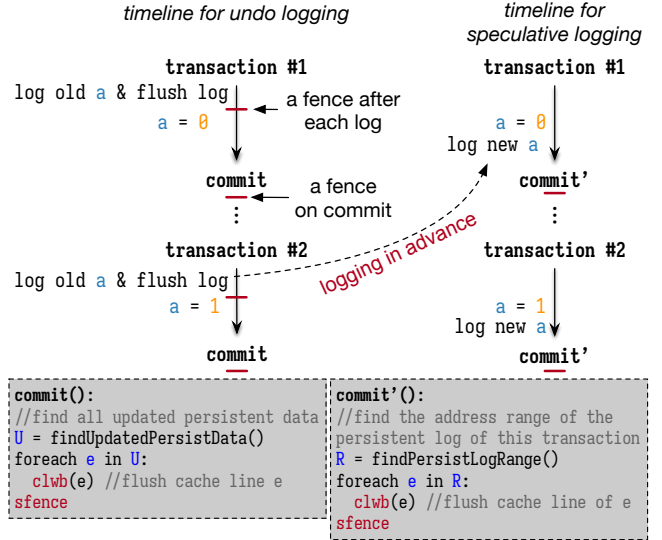 timeline for undo logging
transaction #1
log old a & flush log
a fence after
each log
a = 0
commit
a fence
on commit
⋮
transaction #2
log old a & flush log
a = 1
commit
logging in advance
timeline for
speculative logging
transaction #1
a = 0
log new a
commit'
⋮
transaction #2
a = 1
log new a
commit'
commit():
//find all updated persistent data
U = findUpdatedPersistData()
foreach e in U:
clwb(e) //flush cache line e
sfence
commit'():
//find the address range of the
persistent log of this transaction
R = findPersistLogRange()
foreach e in R:
clwb(e) //flush cache line of e
sfence